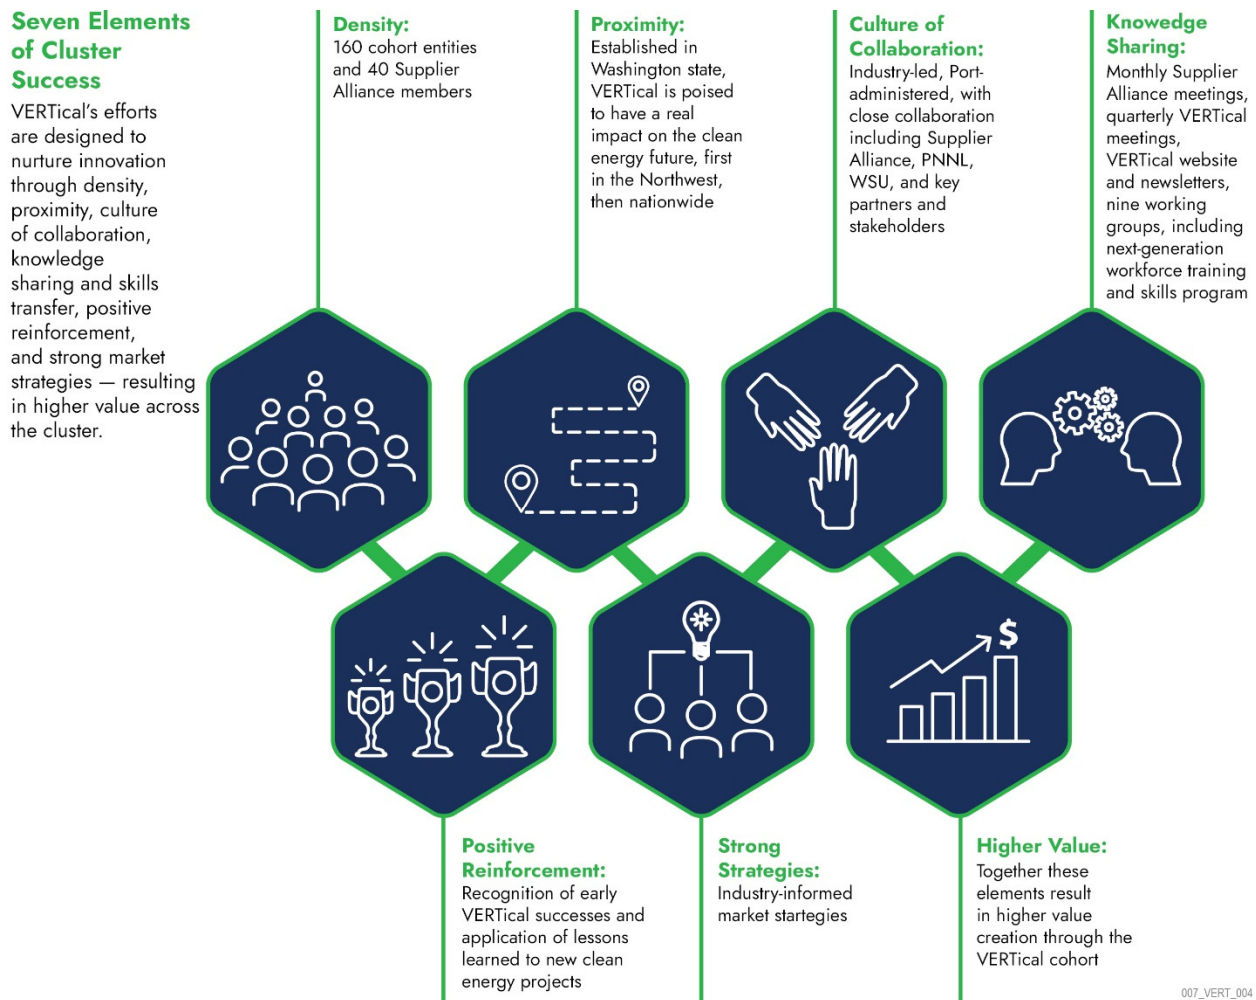 Seven Elements
of Cluster
Success
VERTical's efforts
are designed to
nurture innovation
through density,
proximity, culture
of collaboration,
knowledge
sharing and skills
transfer, positive
reinforcement,
and strong market
strategies — resulting
in higher value across
the cluster.
Density:
160 cohort entities
and 40 Supplier
Alliance members
Proximity:
Established in
Washington state,
VERTical is poised
to have a real
impact on the clean
energy future, first
in the Northwest,
then nationwide
Culture of
Collaboration:
Industry-led, Port-
administered, with
close collaboration
including Supplier
Alliance, PNNL,
WSU, and key
partners and
stakeholders
Knowedge
Sharing:
Monthly Supplier
Alliance meetings,
quarterly VERTical
meetings,
VERTical website
and newsletters,
nine working
groups, including
next-generation
workforce training
and skills program
$
Positive
Reinforcement:
Recognition of early
VERTical successes and
application of lessons
learned to new clean
energy projects
Strong
Strategies:
Industry-informed
market startegies
Higher Value:
Together these
elements result
in higher value
creation through the
VERTical cohort
007_VERT_004